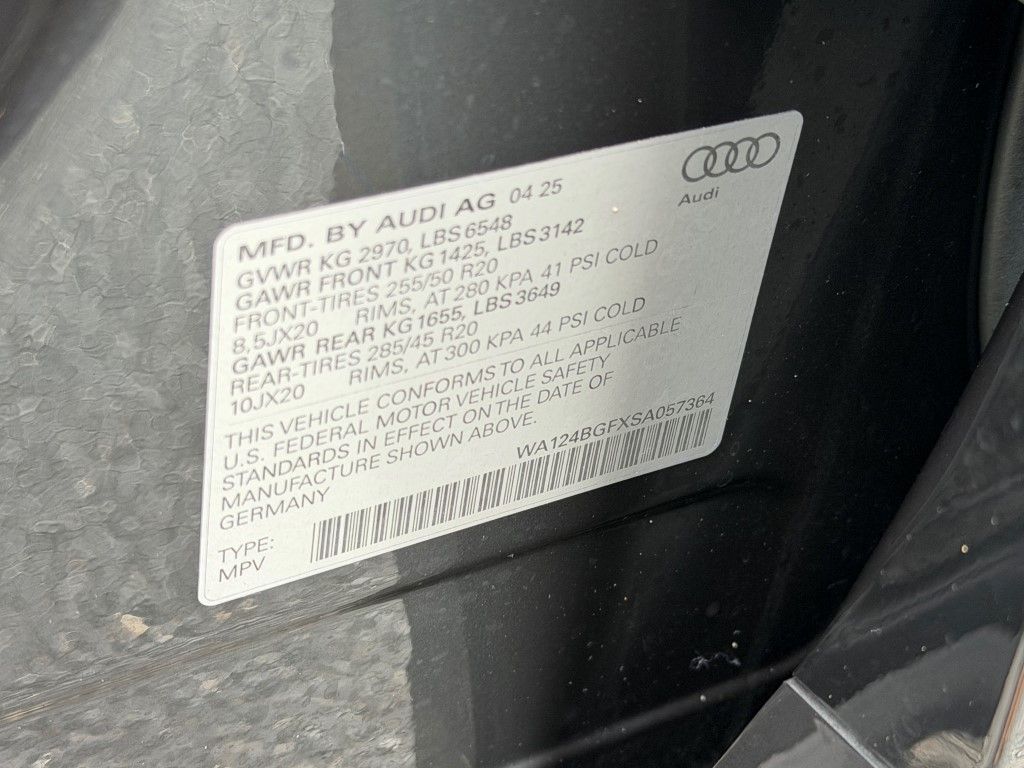 Audi
MFD. BY AUDI AG 04 25
GVWR KG 2970, LBS 6548
GAWR FRONT KG 1425, LBS 3142
FRONT-TIRES 255/50 R20
8,5JX20 RIMS, AT 280 KPA 41 PSI COLD
GAWR REAR KG 1655, LBS 3649
REAR-TIRES 285/45 R20
10JX20 RIMS, AT 300 KPA 44 PSI COLD
THIS VEHICLE CONFORMS TO ALL APPLICABLE
U.S. FEDERAL MOTOR VEHICLE SAFETY
STANDARDS IN EFFECT ON THE DATE OF
MANUFACTURE SHOWN ABOVE.
GERMANY
WA124BGFXSA057364
TYPE:
MPV